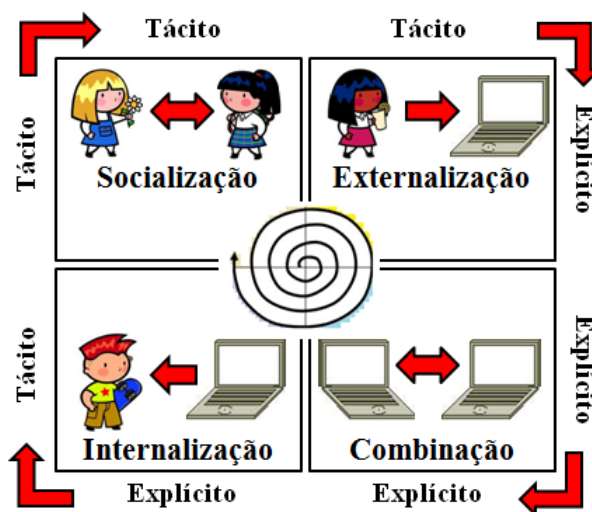 Tácito
Tácito
Tácito
Explícito
Socialização
Externalização
Tácito
Explícito
Internalização
Combinação
Explícito
Explícito